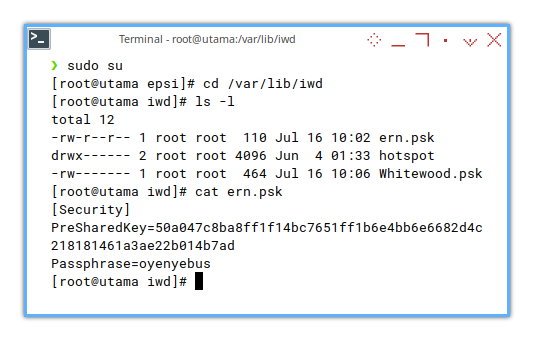 Terminal - root@utama:/var/lib/iwd
❯ sudo su
[root@utama epsi]# cd /var/lib/iwd
[root@utama iwd]# ls -l
total 12
-rw-r--r-- 1 root root  110 Jul 16 10:02 ern.psk
drwx------ 2 root root 4096 Jun  4 01:33 hotspot
-rw------- 1 root root  464 Jul 16 10:06 Whitewood.psk
[root@utama iwd]# cat ern.psk
[Security]
PreSharedKey=50a047c8ba8ff1f14bc7651ff1b6e4bb6e6682d4c
218181461a3ae22b014b7ad
Passphrase=oyenyebus
[root@utama iwd]#